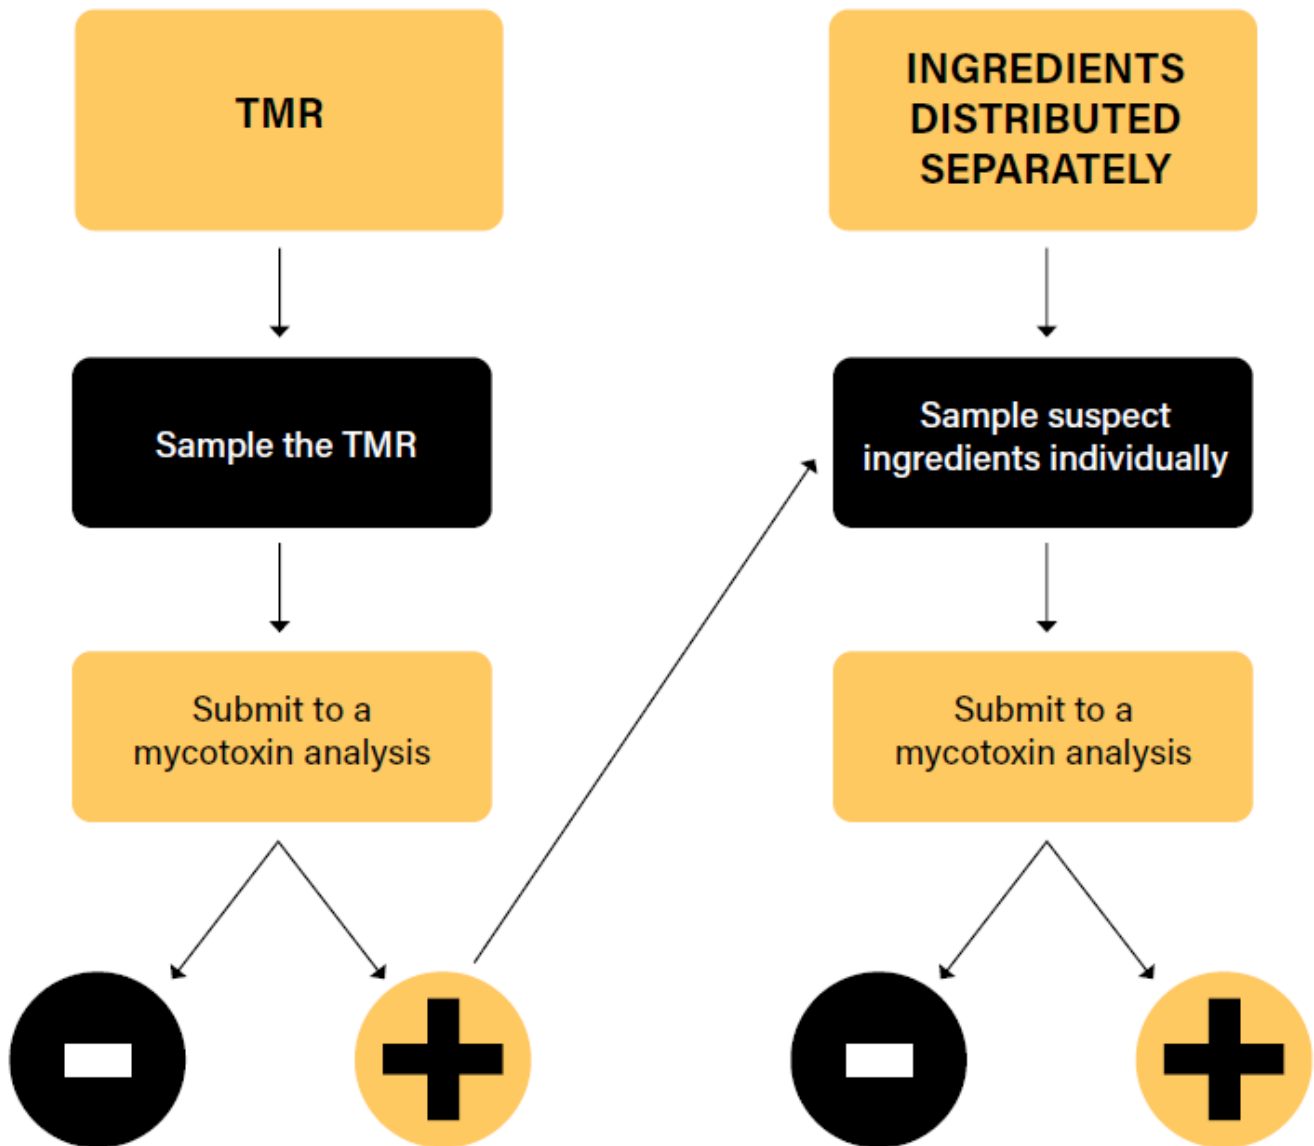 TMR
Sample the TMR
Submit to a
mycotoxin analysis
INGREDIENTS
DISTRIBUTED
SEPARATELY
Sample suspect
ingredients individually
Submit to a
mycotoxin analysis